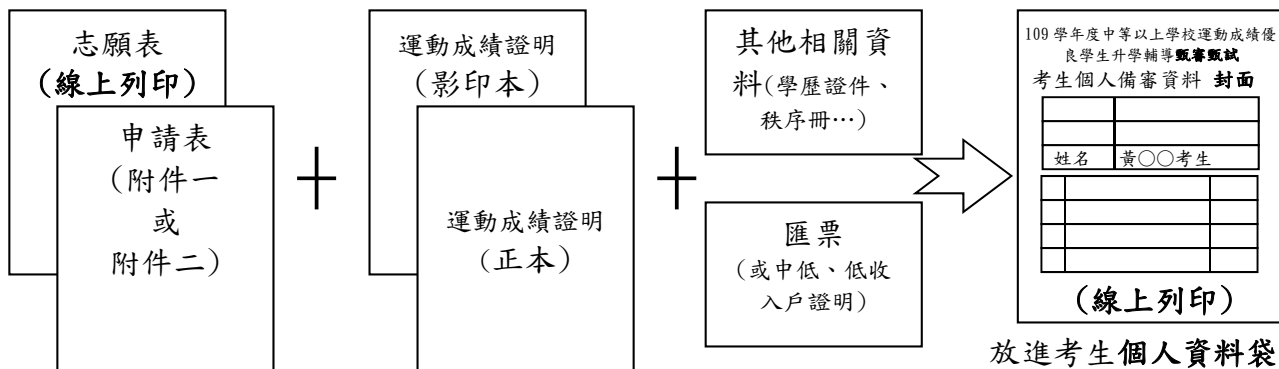 志願表
(線上列印)
申請表
(附件一
或
附件二)
運動成績證明
(影印本)
運動成績證明
(正本)
其他相關資
料(學歷證件、
秩序冊…)
匯票
(或中低、低收
入戶證明)
109 學年度中等以上學校運動成績優
良學生升學輔導甄審甄試
考生個人備審資料 封面
姓名 黃○○考生
(線上列印)
放進考生個人資料袋